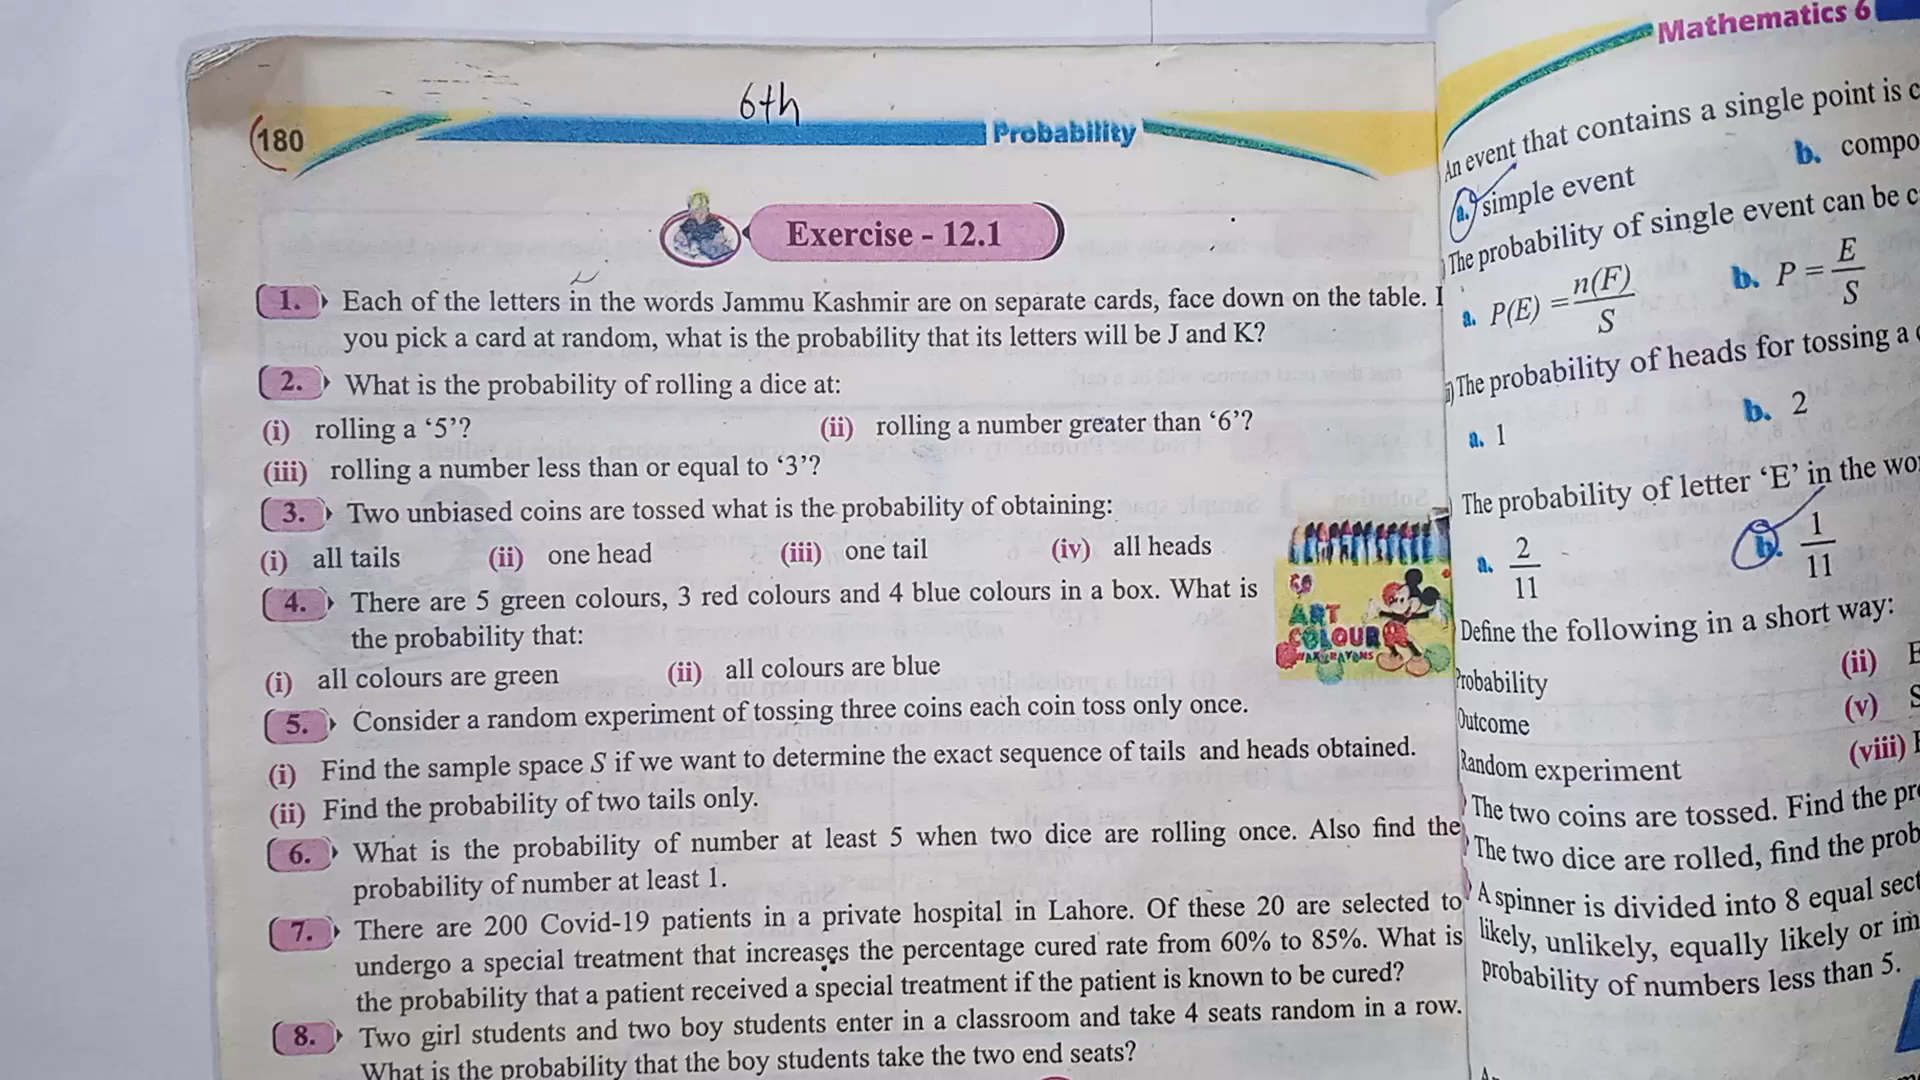 6th
180
Probability
Exercise - 12.1
1. Each of the letters in the words Jammu Kashmir are on separate cards, face down on the table. I
you pick a card at random, what is the probability that its letters will be J and K?
2. What is the probability of rolling a dice at:
(i) rolling a ‘5’? (ii) rolling a number greater than ‘6’?
(iii) rolling a number less than or equal to ‘3’?
3. Two unbiased coins are tossed what is the probability of obtaining:
(i) all tails (ii) one head (iii) one tail (iv) all heads
4. There are 5 green colours, 3 red colours and 4 blue colours in a box. What is
the probability that:
(i) all colours are green (ii) all colours are blue
ART
COLOUR
5. Consider a random experiment of tossing three coins each coin toss only once.
(i) Find the sample space S if we want to determine the exact sequence of tails and heads obtained.
(ii) Find the probability of two tails only.
6. What is the probability of number at least 5 when two dice are rolling once. Also find the
probability of number at least 1.
7. There are 200 Covid-19 patients in a private hospital in Lahore. Of these 20 are selected to
undergo a special treatment that increases the percentage cured rate from 60% to 85%. What is
the probability that a patient received a special treatment if the patient is known to be cured?
8. Two girl students and two boy students enter in a classroom and take 4 seats random in a row.
What is the probability that the boy students take the two end seats?
Mathematics 6
An event that contains a single point is c
a. simple event b. compo
The probability of single event can be c
a. P(E) = n(F)/S b. P = E/S
The probability of heads for tossing a
a. 1 b. 2
The probability of letter ‘E’ in the wor
a. 2/11 b. 1/11
Define the following in a short way:
Probability (ii) E
Outcome (v) S
Random experiment (viii)
The two coins are tossed. Find the pro
The two dice are rolled, find the prob
A spinner is divided into 8 equal sect
likely, unlikely, equally likely or im
probability of numbers less than 5.